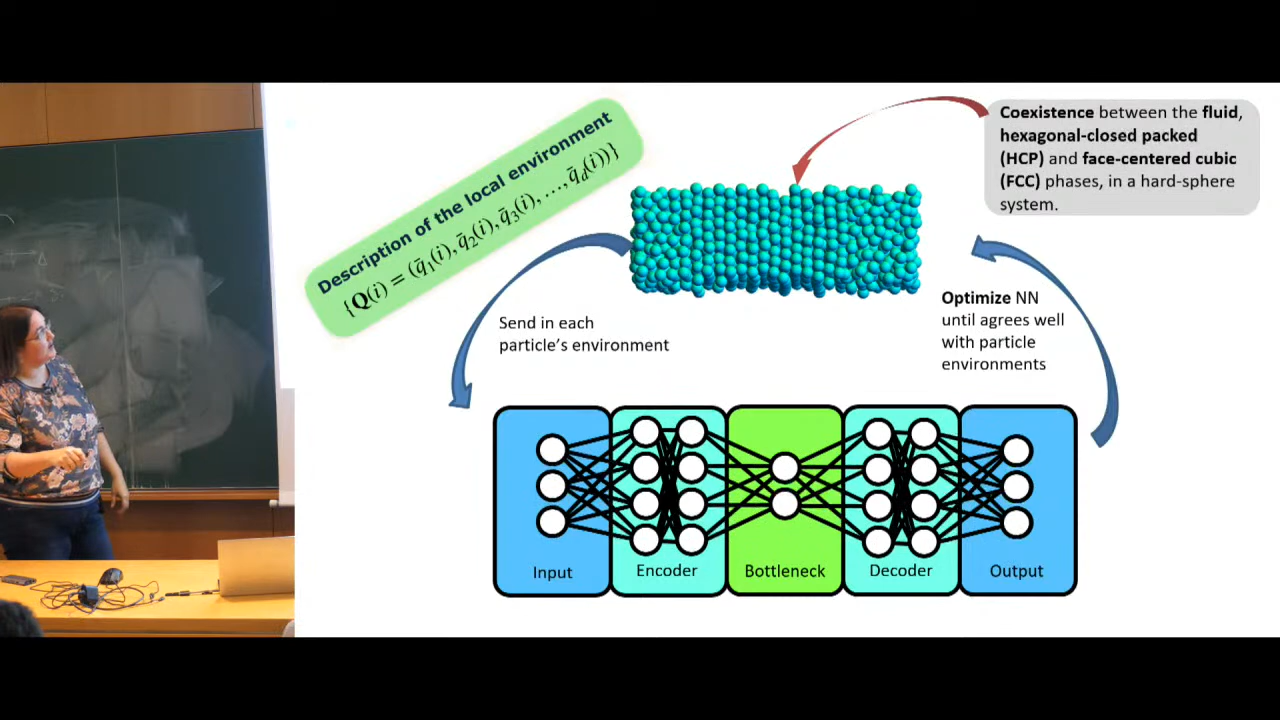 Description of the local environment
{Q(i) = (q̄₁(i), q̄₂(i), q̄₃(i), …, q̄_d(i))}
Coexistence between the fluid,
hexagonal-closed packed
(HCP) and face-centered cubic
(FCC) phases, in a hard-sphere
system.
Send in each
particle's environment
Optimize NN
until agrees well
with particle
environments
Input
Encoder
Bottleneck
Decoder
Output